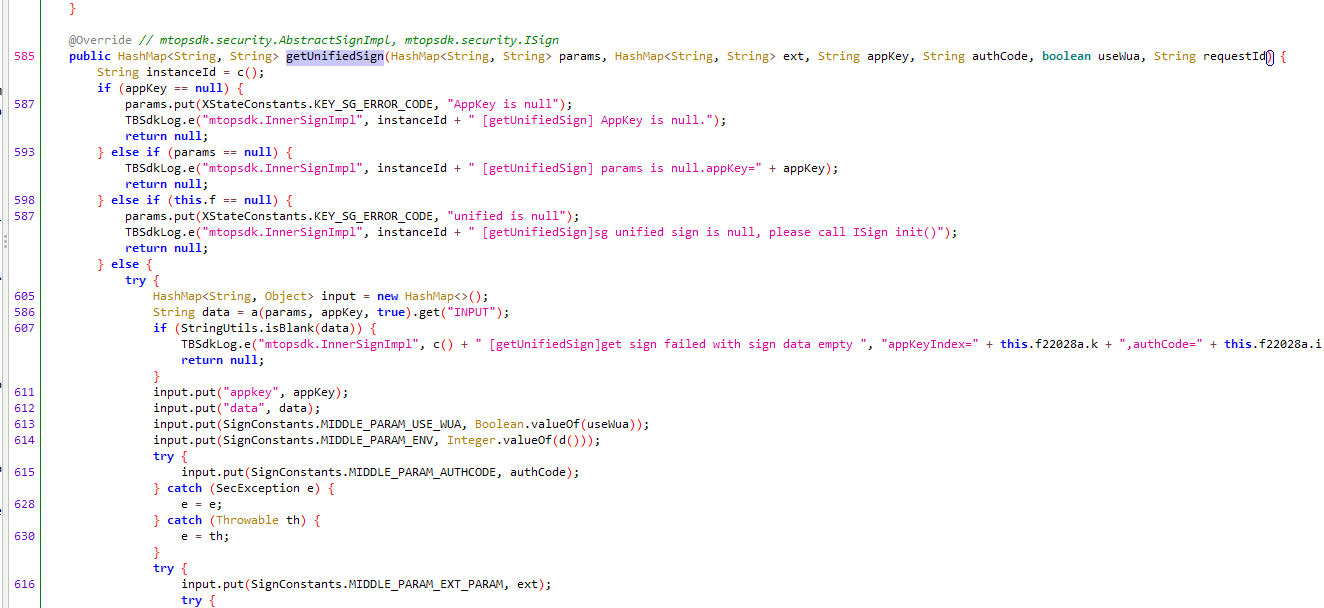 }
@Override // mtopsdk.security.AbstractSignImpl, mtopsdk.security.ISign
585 public HashMap<String, String> getUnifiedSign(HashMap<String, String> params, HashMap<String, String> ext, String appKey, String authCode, boolean useWua, String requestId) {
String instanceId = c();
if (appKey == null) {
587 params.put(XStateConstants.KEY_SG_ERROR_CODE, "AppKey is null");
TBSdkLog.e("mtopsdk.InnerSignImpl", instanceId + " [getUnifiedSign] AppKey is null.");
return null;
593 } else if (params == null) {
TBSdkLog.e("mtopsdk.InnerSignImpl", instanceId + " [getUnifiedSign] params is null.appKey=" + appKey);
return null;
598 } else if (this.f == null) {
587 params.put(XStateConstants.KEY_SG_ERROR_CODE, "unified is null");
TBSdkLog.e("mtopsdk.InnerSignImpl", instanceId + " [getUnifiedSign]sg unified sign is null, please call ISign init()");
return null;
} else {
try {
605 HashMap<String, Object> input = new HashMap<>();
586 String data = a(params, appKey, true).get("INPUT");
607 if (StringUtils.isBlank(data)) {
TBSdkLog.e("mtopsdk.InnerSignImpl", c() + " [getUnifiedSign]get sign failed with sign data empty ", "appKeyIndex=" + this.f22028a.k + ",authCode=" + this.f22028a.i
return null;
}
611 input.put("appkey", appKey);
612 input.put("data", data);
613 input.put(SignConstants.MIDDLE_PARAM_USE_WUA, Boolean.valueOf(useWua));
614 input.put(SignConstants.MIDDLE_PARAM_ENV, Integer.valueOf(d()));
try {
615 input.put(SignConstants.MIDDLE_PARAM_AUTHCODE, authCode);
} catch (SecException e) {
628 e = e;
} catch (Throwable th) {
630 e = th;
}
try {
616 input.put(SignConstants.MIDDLE_PARAM_EXT_PARAM, ext);
try {